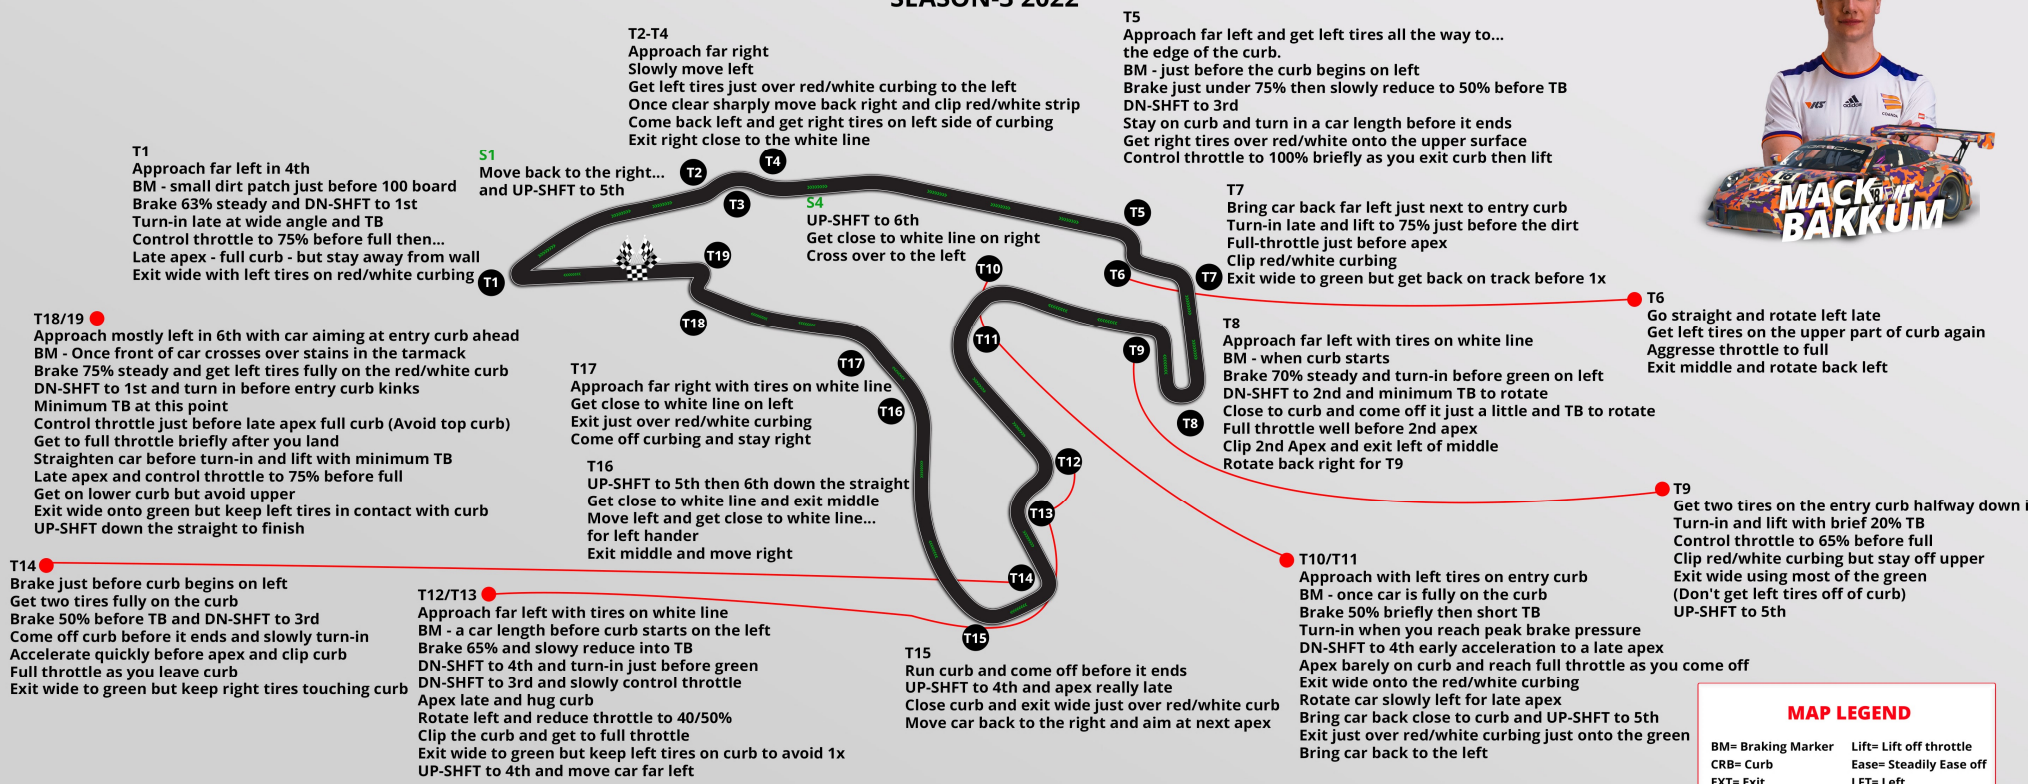 SEASON-3 2022
T1
Approach far left in 4th
BM - small dirt patch just before 100 board
Brake 63% steady and DN-SHFT to 1st
Turn-in late at wide angle and TB
Control throttle to 75% before full then...
Late apex - full curb - but stay away from wall
Exit wide with left tires on red/white curbing
S1
Move back to the right...
and UP-SHFT to 5th
T2-T4
Approach far right
Slowly move left
Get left tires just over red/white curbing to the left
Once clear sharply move back right and clip red/white strip
Come back left and get right tires on left side of curbing
Exit right close to the white line
S4
UP-SHFT to 6th
Get close to white line on right
Cross over to the left
T5
Approach far left and get left tires all the way to...
the edge of the curb.
BM - just before the curb begins on left
Brake just under 75% then slowly reduce to 50% before TB
DN-SHFT to 3rd
Stay on curb and turn in a car length before it ends
Get right tires over red/white onto the upper surface
Control throttle to 100% briefly as you exit curb then lift
T7
Bring car back far left just next to entry curb
Turn-in late and lift to 75% just before the dirt
Full-throttle just before apex
Clip red/white curbing
Exit wide to green but get back on track before 1x
T6
Go straight and rotate left late
Get left tires on the upper part of curb again
Aggresse throttle to full
Exit middle and rotate back left
T8
Approach far left with tires on white line
BM - when curb starts
Brake 70% steady and turn-in before green on left
DN-SHFT to 2nd and minimum TB to rotate
Close to curb and come off it just a little and TB to rotate
Full throttle well before 2nd apex
Clip 2nd Apex and exit left of middle
Rotate back right for T9
T9
Get two tires on the entry curb halfway down
Turn-in and lift with brief 20% TB
Control throttle to 65% before full
Clip red/white curbing but stay off upper
Exit wide using most of the green
(Don't get left tires off of curb)
UP-SHFT to 5th
T10/T11
Approach with left tires on entry curb
BM - once car is fully on the curb
Brake 50% briefly then short TB
Turn-in when you reach peak brake pressure
DN-SHFT to 4th early acceleration to a late apex
Apex barely on curb and reach full throttle as you come off
Exit wide onto the red/white curbing
Rotate car slowly left for late apex
Bring car back close to curb and UP-SHFT to 5th
Exit just over red/white curbing just onto the green
Bring car back to the left
T18/19
Approach mostly left in 6th with car aiming at entry curb ahead
BM - Once front of car crosses over stains in the tarmack
Brake 75% steady and get left tires fully on the red/white curb
DN-SHFT to 1st and turn in before entry curb kinks
Minimum TB at this point
Control throttle just before late apex full curb (Avoid top curb)
Get to full throttle briefly after you land
Straighten car before turn-in and lift with minimum TB
Late apex and control throttle to 75% before full
Get on lower curb but avoid upper
Exit wide onto green but keep left tires in contact with curb
UP-SHFT down the straight to finish
T17
Approach far right with tires on white line
Get close to white line on left
Exit just over red/white curbing
Come off curbing and stay right
T16
UP-SHFT to 5th then 6th down the straight
Get close to white line and exit middle
Move left and get close to white line...
for left hander
Exit middle and move right
T14
Brake just before curb begins on left
Get two tires fully on the curb
Brake 50% before TB and DN-SHFT to 3rd
Come off curb before it ends and slowly turn-in
Accelerate quickly before apex and clip curb
Full throttle as you leave curb
Exit wide to green but keep right tires touching curb
T12/T13
Approach far left with tires on white line
BM - a car length before curb starts on the left
Brake 65% and slowy reduce into TB
DN-SHFT to 4th and turn-in just before green
DN-SHFT to 3rd and slowly control throttle
Apex late and hug curb
Rotate left and reduce throttle to 40/50%
Clip the curb and get to full throttle
Exit wide to green but keep left tires on curb to avoid 1x
UP-SHFT to 4th and move car far left
T15
Run curb and come off before it ends
UP-SHFT to 4th and apex really late
Close curb and exit wide just over red/white curb
Move car back to the right and aim at next apex
T1
T2
T3
T4
T5
T6
T7
T8
T9
T10
T11
T12
T13
T14
T15
T16
T17
T18
T19
adidas
MACK
BAKKUM
MAP LEGEND
BM= Braking Marker Lift= Lift off throttle
CRB= Curb Ease= Steadily Ease off
EXT= Exit LFT= Left